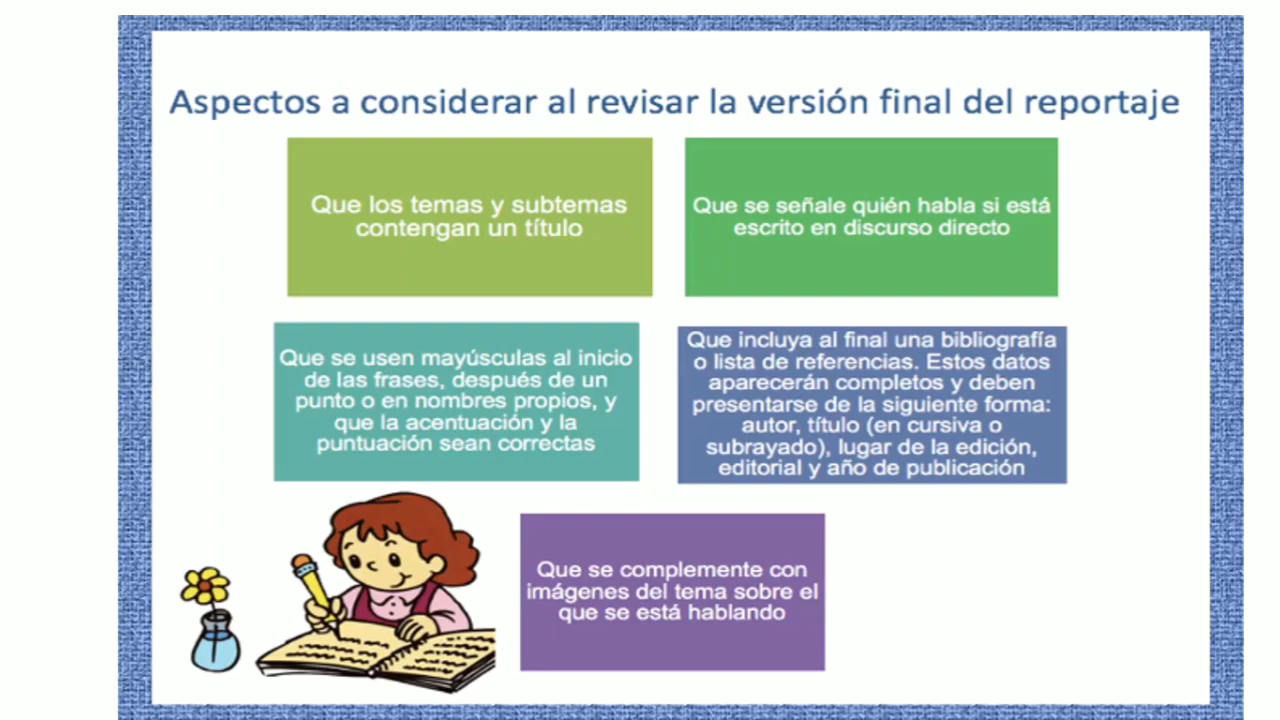 Aspectos a considerar al revisar la versión final del reportaje
Que los temas y subtemas
contengan un título
Que se señale quién habla si está
escrito en discurso directo
Que se usen mayúsculas al inicio
de las frases, después de un
punto o en nombres propios, y
que la acentuación y la
puntuación sean correctas
Que incluya al final una bibliografía
o lista de referencias. Estos datos
aparecerán completos y deben
presentarse de la siguiente forma:
autor, título (en cursiva o
subrayado), lugar de la edición,
editorial y año de publicación
Que se complemente con
imágenes del tema sobre el
que se está hablando